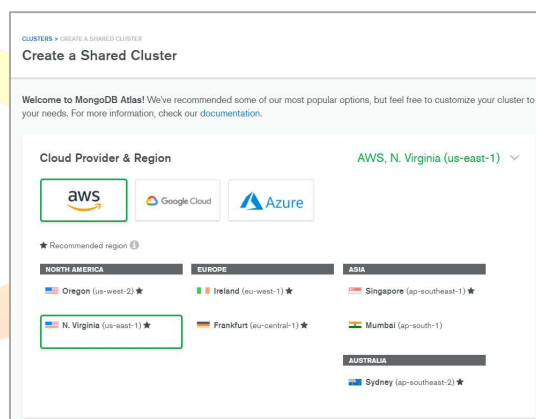 CLUSTERS > CREATE A SHARED CLUSTER
Create a Shared Cluster
Welcome to MongoDB Atlas! We've recommended some of our most popular options, but feel free to customize your cluster to
your needs. For more information, check our documentation.
Cloud Provider & Region
AWS, N. Virginia (us-east-1)
aws
Google Cloud
Azure
★ Recommended region
NORTH AMERICA
Oregon (us-west-2) ★
N. Virginia (us-east-1) ★
EUROPE
Ireland (eu-west-1) ★
Frankfurt (eu-central-1) ★
ASIA
Singapore (ap-southeast-1) ★
Mumbai (ap-south-1)
AUSTRALIA
Sydney (ap-southeast-2) ★